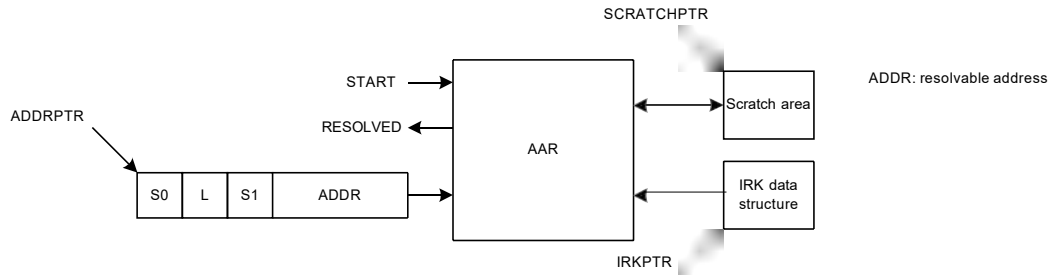 SCRATCHPTR
START
ADDR: resolvable address
Scratch area
ADDRPTR
RESOLVED
AAR
S0 L S1 ADDR
IRK data
structure
IRKPTR